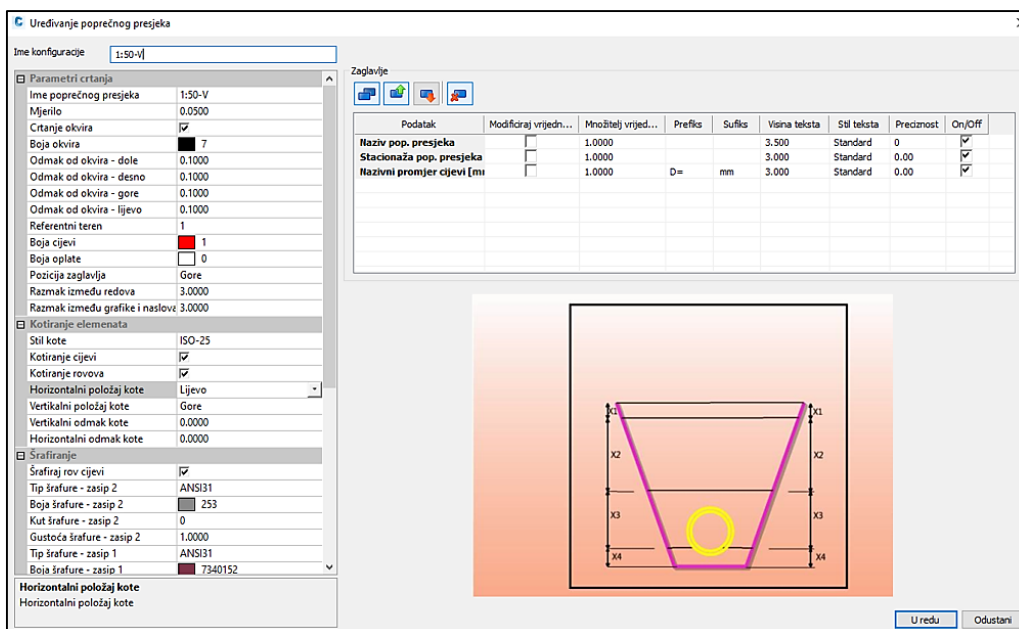 Uređivanje poprečnog presjeka
Ime konfiguracije 1:50-V
Parametri crtanja
Ime poprečnog presjeka 1:50-V
Mjerilo 0.0500
Crtanje okvira
Boja okvira 7
Odmak od okvira - dole 0.1000
Odmak od okvira - desno 0.1000
Odmak od okvira - gore 0.1000
Odmak od okvira - lijevo 0.1000
Referentni teren 1
Boja cijevi 1
Boja oplate 0
Pozicija zaglavlja Gore
Razmak između redova 3.0000
Razmak između grafike i naslova 3.0000
Kotiranje elemenata
Stil kote ISO-25
Kotiranje cijevi
Kotiranje rovova
Horizontalni položaj kote Lijevo
Vertikalni položaj kote Gore
Vertikalni odmak kote 0.0000
Horizontalni odmak kote 0.0000
Šrafiranje
Šrafiraj rov cijevi
Tip šrafure - zasip 2 ANSI31
Boja šrafure - zasip 2 253
Kut šrafure - zasip 2 0
Gustoća šrafure - zasip 2 1.0000
Tip šrafure - zasip 1 ANSI31
Boja šrafure - zasip 1 7340152
Horizontalni položaj kote
Horizontalni položaj kote
Zaglavlje
Podatak Modificiraj vrijedn... Množitelj vrijed... Prefiks Sufiks Visina teksta Stil teksta Preciznost On/Off
Naziv pop. presjeka 1.0000 3.500 Standard 0
Stacionaža pop. presjeka 1.0000 3.000 Standard 0.00
Nazivni promjer cijevi [mm 1.0000 D= mm 3.000 Standard 0.00
X1 X1
X2 X2
X3 X3
X4 X4
U redu Odustani